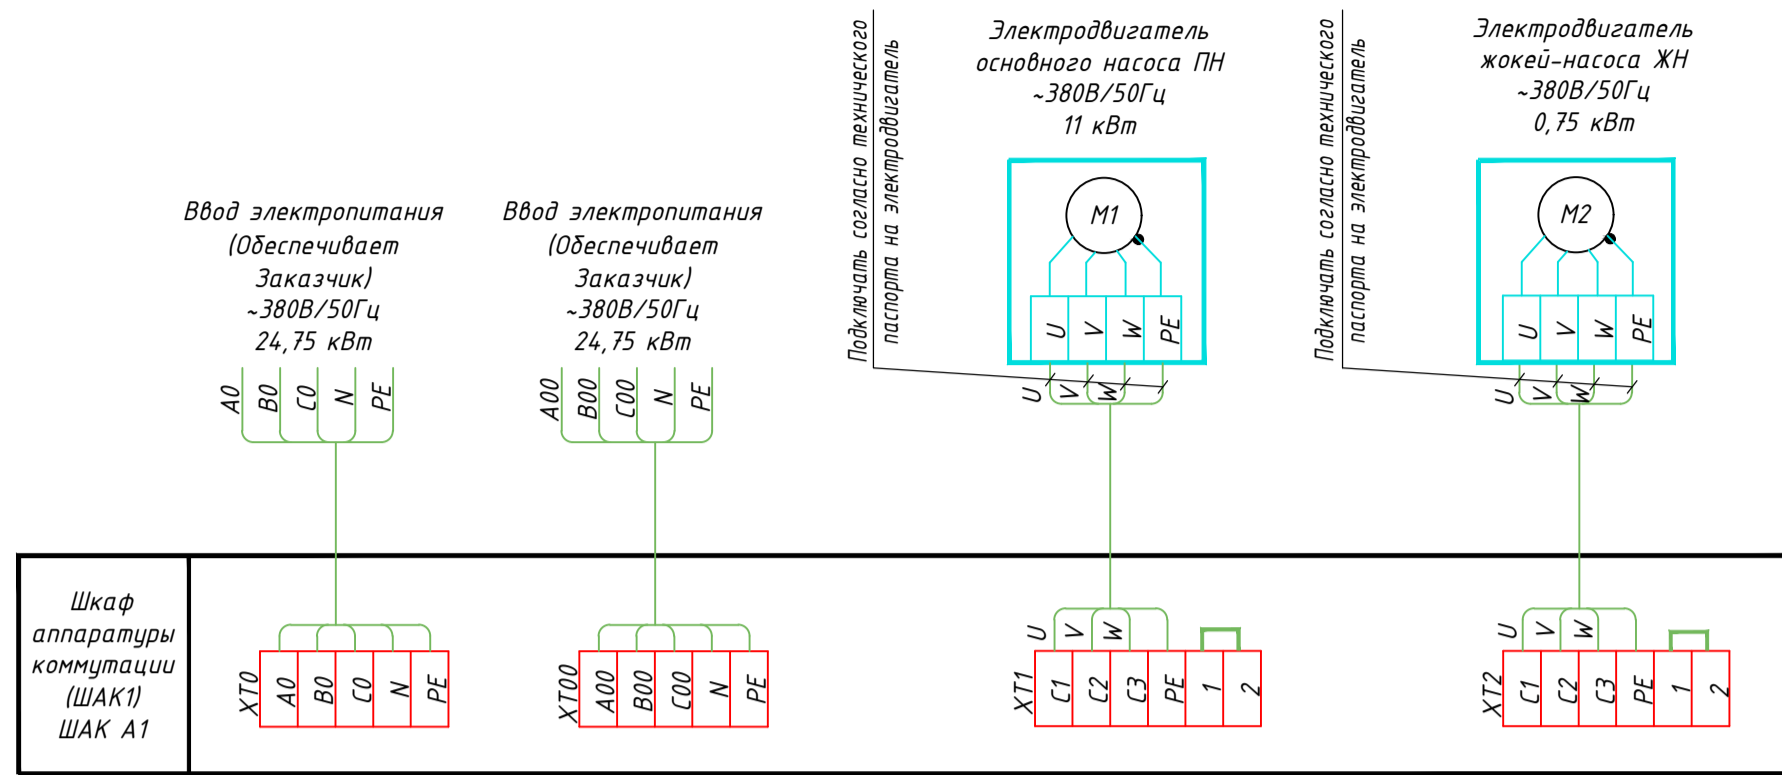 Ввод электропитания
(Обеспечивает
Заказчик)
~380В/50Гц
24,75 кВт
A0
B0
C0
N
PE
Ввод электропитания
(Обеспечивает
Заказчик)
~380В/50Гц
24,75 кВт
A00
B00
C00
N
PE
Подключать согласно технического
паспорта на электродвигатель
Электродвигатель
основного насоса ПН
~380В/50Гц
11 кВт
M1
U
V
W
PE
U
V
W
Подключать согласно технического
паспорта на электродвигатель
Электродвигатель
жокей-насоса ЖН
~380В/50Гц
0,75 кВт
M2
U
V
W
PE
U
V
W
Шкаф
аппаратуры
коммутации
(ШАК1)
ШАК А1
XT0
A0
B0
C0
N
PE
XT00
A00
B00
C00
N
PE
U
V
W
XT1
C1
C2
C3
PE
1
2
U
V
W
XT2
C1
C2
C3
PE
1
2